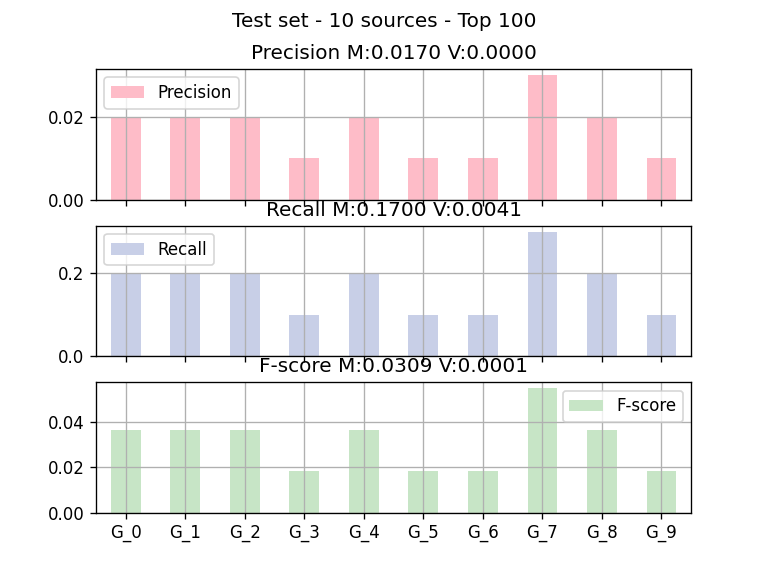 Test set - 10 sources - Top 100
Precision M:0.0170 V:0.0000
Precision
0.02
0.00
Recall M:0.1700 V:0.0041
Recall
0.2
0.0
F-score M:0.0309 V:0.0001
F-score
0.04
0.02
0.00
G_0 G_1 G_2 G_3 G_4 G_5 G_6 G_7 G_8 G_9